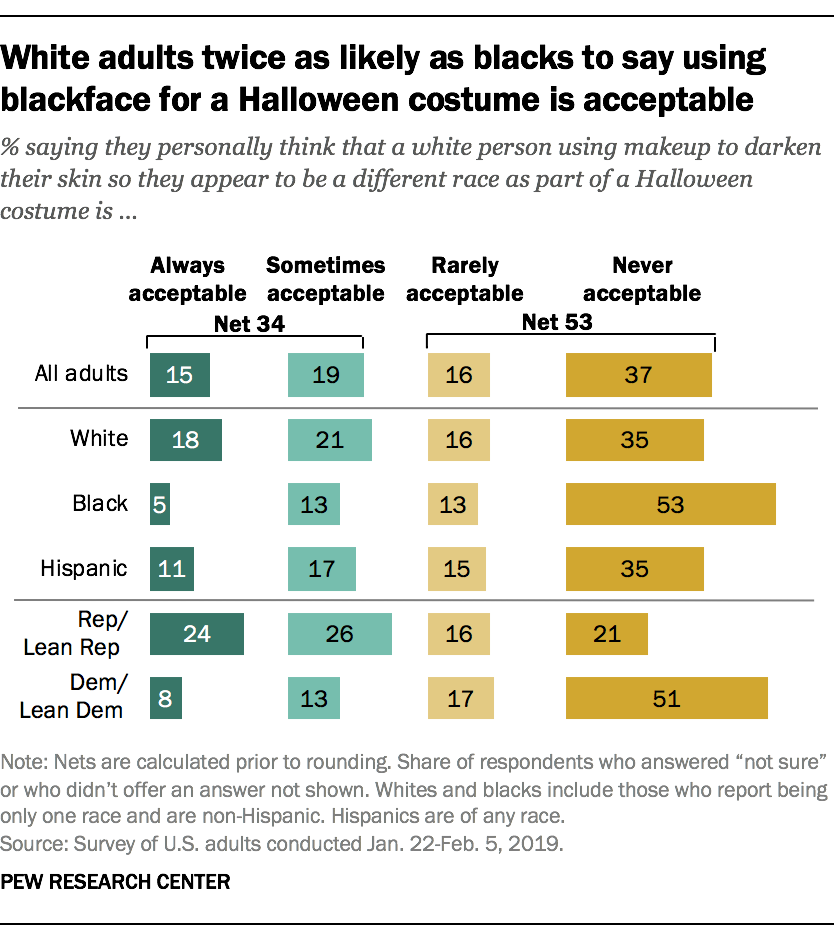 White adults twice as likely as blacks to say using
blackface for a Halloween costume is acceptable
% saying they personally think that a white person using makeup to darken
their skin so they appear to be a different race as part of a Halloween
costume is ...
Always Sometimes Rarely Never
acceptable acceptable acceptable acceptable
Net 34 Net 53
All adults 15 19 16 37
White 18 21 16 35
Black 5 13 13 53
Hispanic 11 17 15 35
Rep/
Lean Rep 24 26 16 21
Dem/
Lean Dem 8 13 17 51
Note: Nets are calculated prior to rounding. Share of respondents who answered “not sure”
or who didn’t offer an answer not shown. Whites and blacks include those who report being
only one race and are non-Hispanic. Hispanics are of any race.
Source: Survey of U.S. adults conducted Jan. 22-Feb. 5, 2019.
PEW RESEARCH CENTER